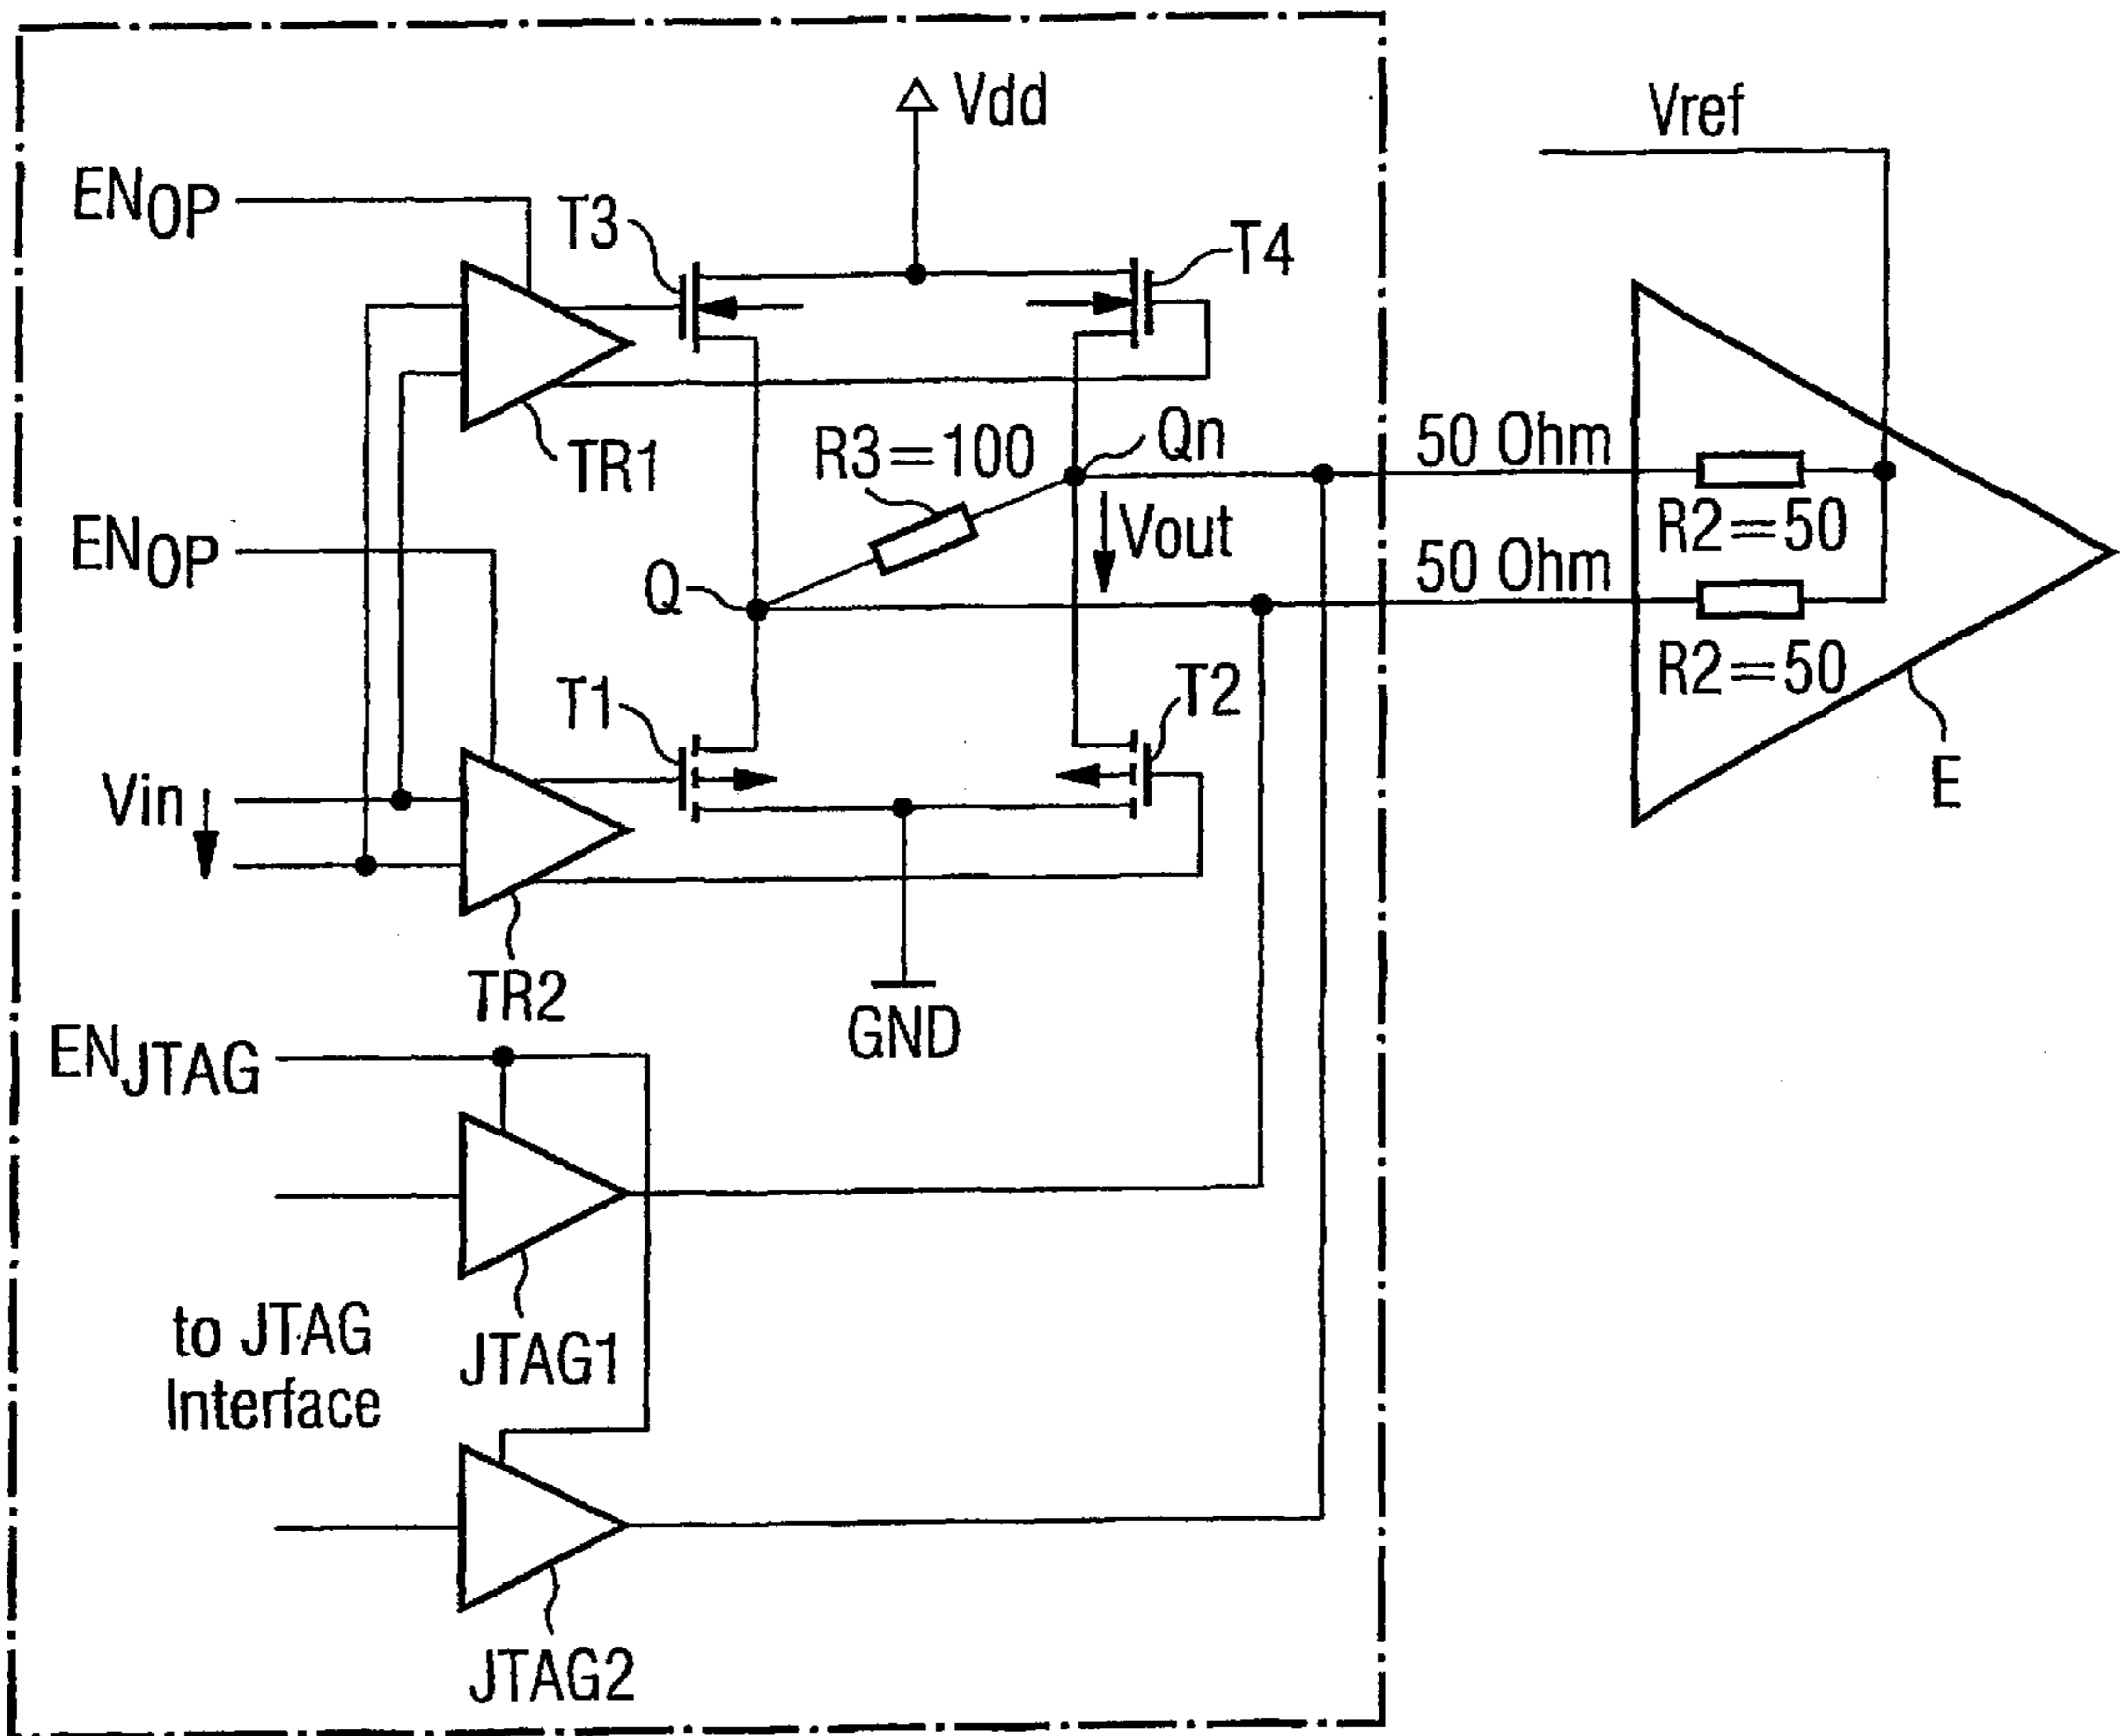 Vdd
Vref
ENOP
T3
T4
TR1
R3=100
Qn
50 Ohm
R2=50
ENOP
Vout
50 Ohm
Q
R2=50
T1
T2
E
Vin
TR2
GND
ENJTAG
to JTAG
Interface
JTAG1
JTAG2